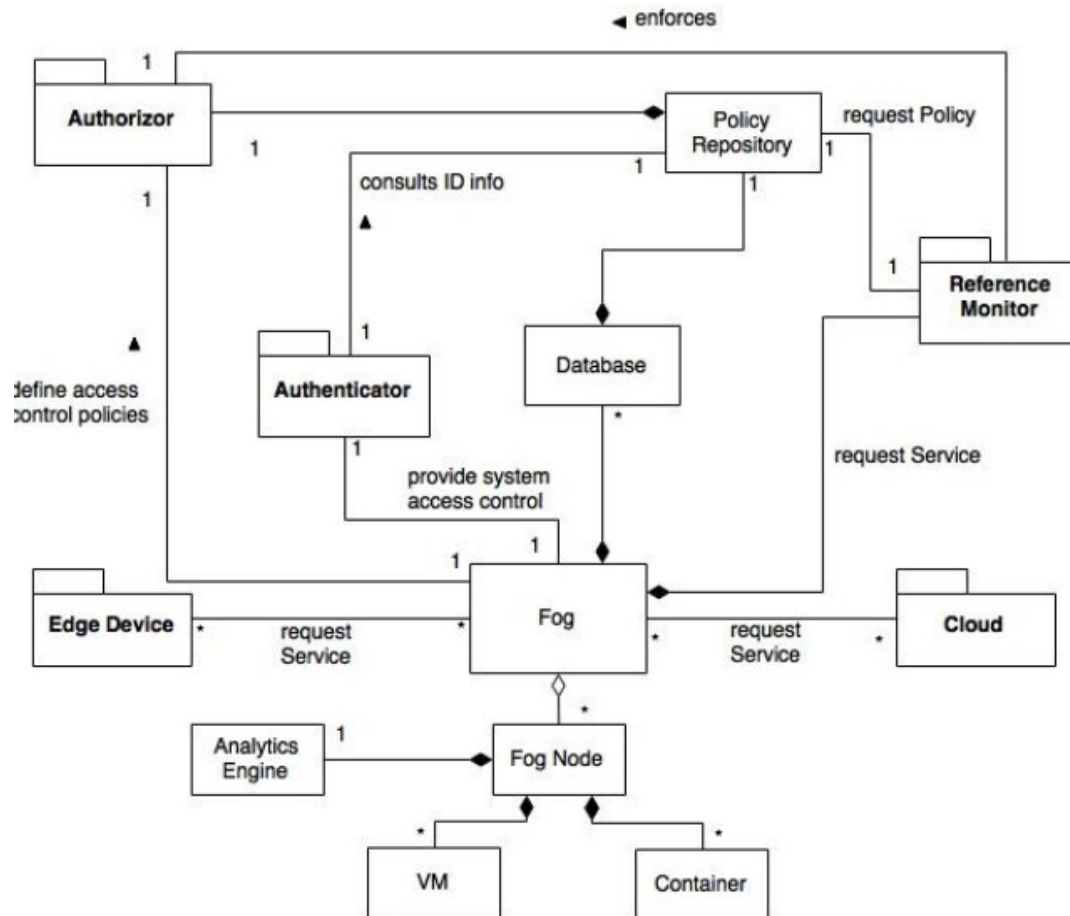 enforces
1
Authorizor
Policy
Repository
request Policy
1
1
1
1
consults ID info
1
1
Reference
Monitor
1
Database
Authenticator
define access
control policies
*
1
request Service
provide system
access control
1
1
Edge Device
*
request
Service
*
Fog
*
request
Service
*
Cloud
*
Analytics
Engine
1
Fog Node
*
*
VM
Container